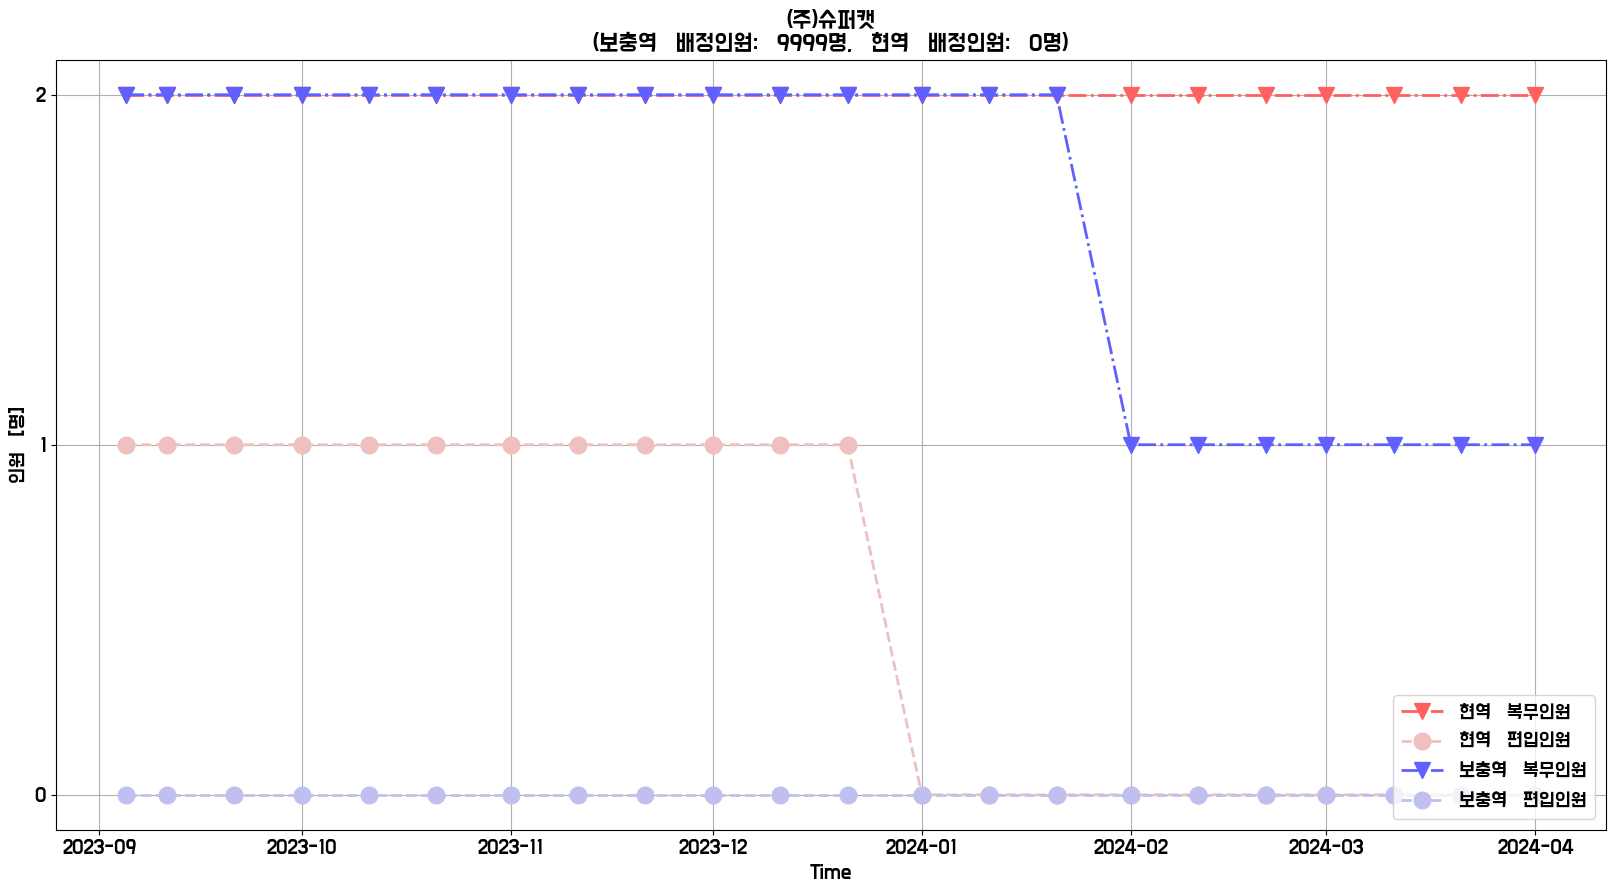 (주)슈퍼캣
(보충역 배정인원: 9999명, 현역 배정인원: 0명)
인원 [명]
2
1
0
현역 복무인원
현역 편입인원
보충역 복무인원
보충역 편입인원
2023-09 2023-10 2023-11 2023-12 2024-01 2024-02 2024-03 2024-04
Time